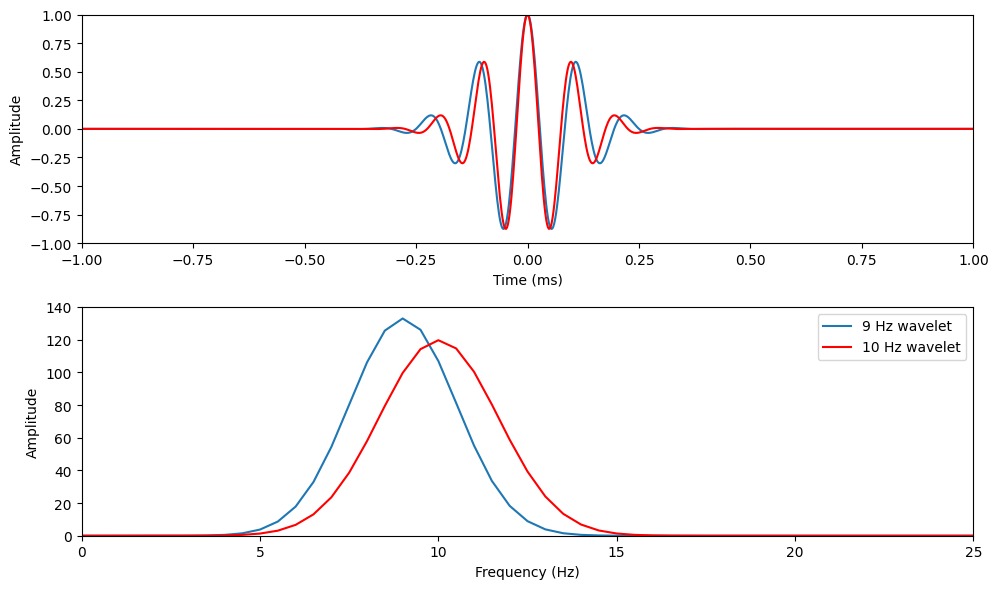 1.00
0.75
0.50
0.25
0.00
−0.25
−0.50
−0.75
−1.00
Amplitude
−1.00 −0.75 −0.50 −0.25 0.00 0.25 0.50 0.75 1.00
Time (ms)
140
120
100
80
60
40
20
0
Amplitude
9 Hz wavelet
10 Hz wavelet
0 5 10 15 20 25
Frequency (Hz)